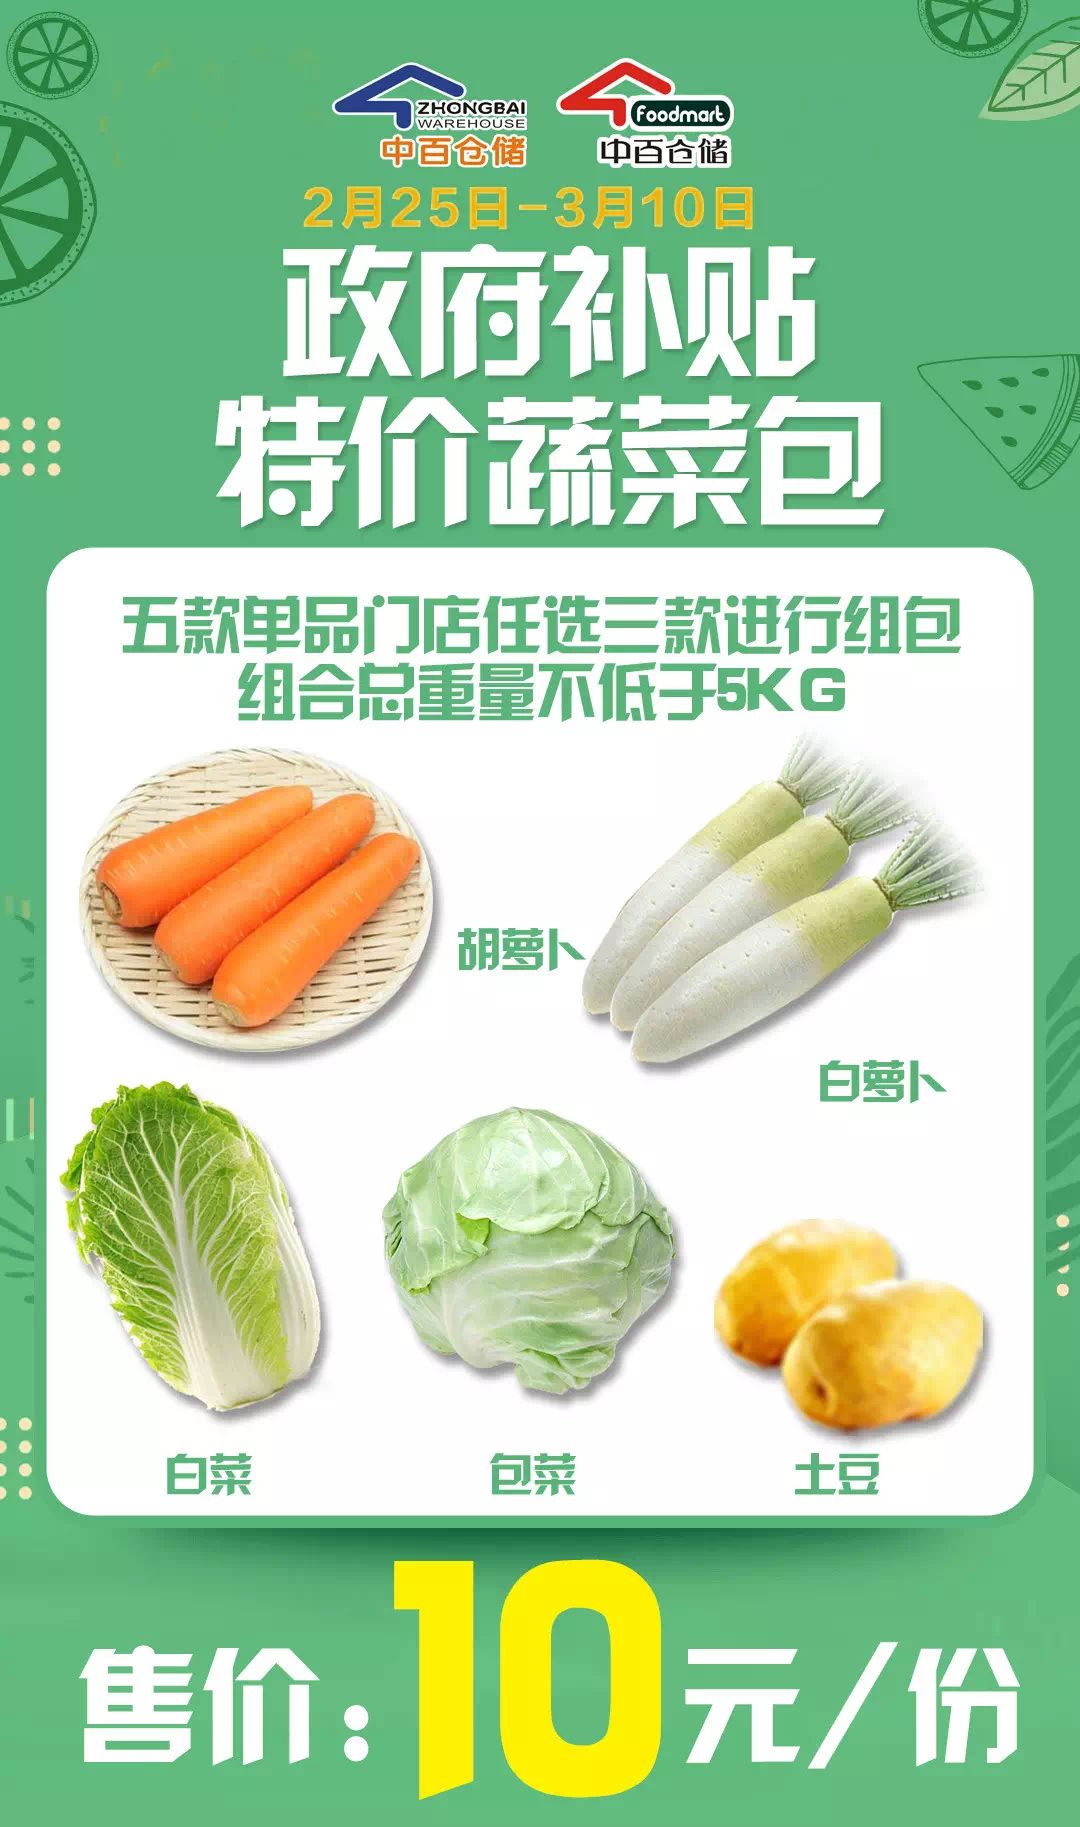 ZHONGBAI
WAREHOUSE
中百仓储
Foodmart
中百仓储
2月25日-3月10日
政府补贴
特价蔬菜包
五款单品门店任选三款进行组包
组合总重量不低于5KG
胡萝卜
白萝卜
白菜
包菜
土豆
售价:10元/份